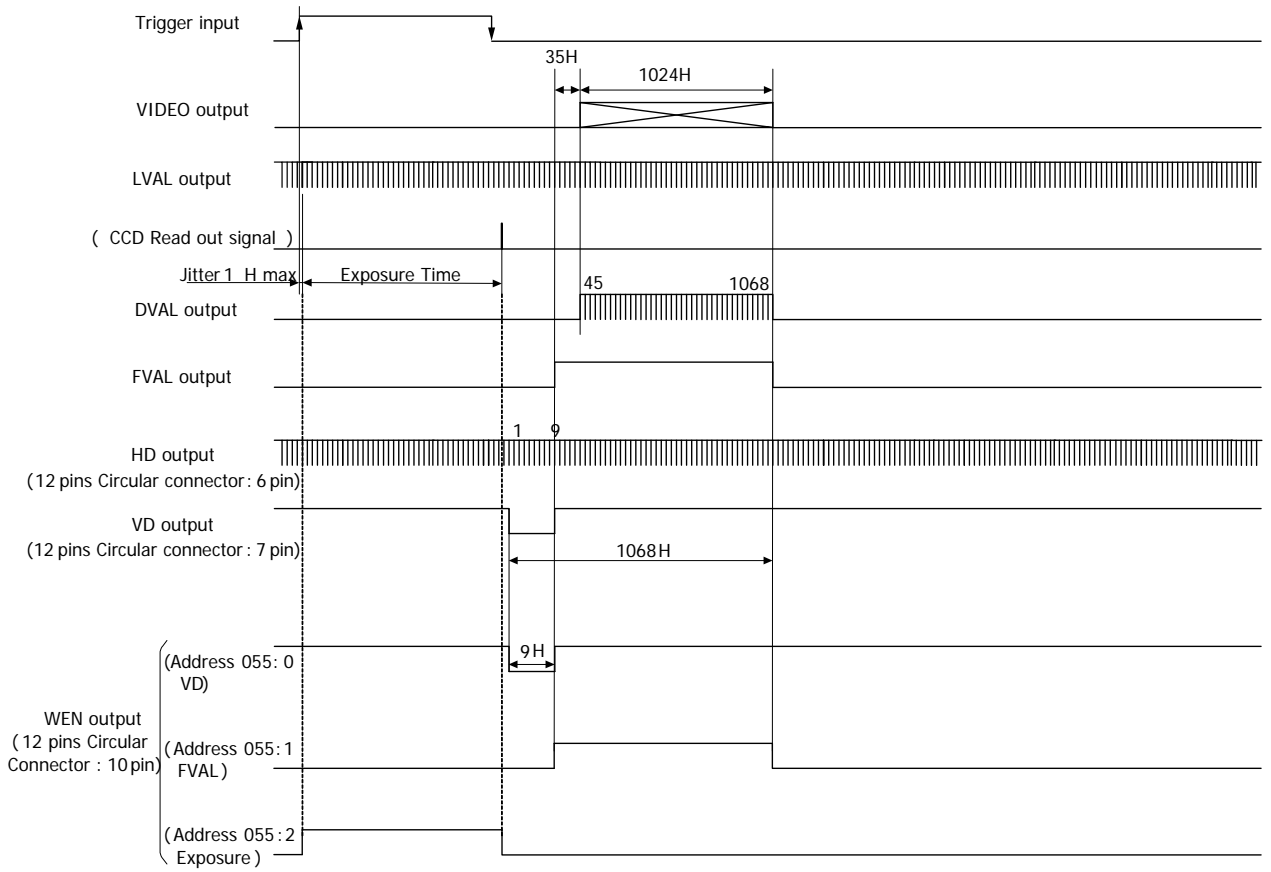 Trigger input
35H
1024H
VIDEO output
LVAL output
( CCD Read out signal )
Jitter 1 H max
Exposure Time
45
1068
DVAL output
FVAL output
1
9
HD output
(12 pins Circular connector : 6 pin)
VD output
(12 pins Circular connector : 7 pin)
1068H
9H
(Address 055: 0
VD)
WEN output
( 12 pins Circular
Connector : 10 pin)
(Address 055: 1
FVAL)
(Address 055 : 2
Exposure )